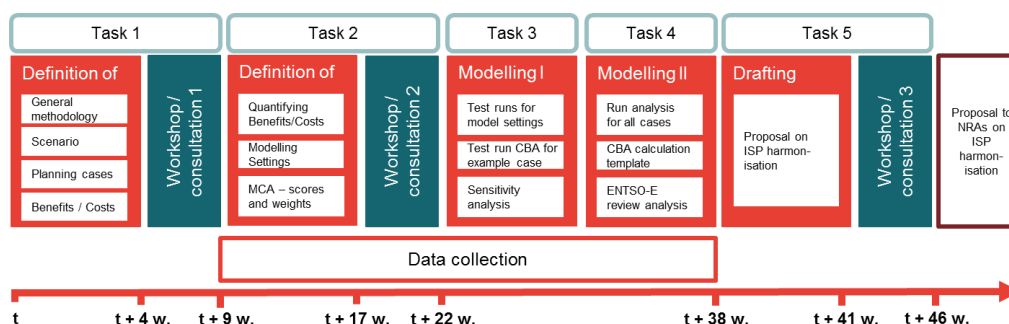 Task 1
Task 2
Task 3
Task 4
Task 5
Definition of
General
methodology
Scenario
Planning cases
Benefits / Costs
Workshop /
consultation 1
Definition of
Quantifying
Benefits/Costs
Modelling
Settings
MCA – scores
and weights
Workshop /
consultation 2
Modelling I
Test runs for
model settings
Test run CBA for
example case
Sensitivity
analysis
Modelling II
Run analysis
for all cases
CBA calculation
template
ENTSO-E
review analysis
Drafting
Proposal on
ISP harmon-
isation
Workshop /
consultation 3
Proposal to
NRAs on
ISP
harmon-
isation
Data collection
t
t + 4 w.
t + 9 w.
t + 17 w.
t + 22 w.
t + 38 w.
t + 41 w.
t + 46 w.